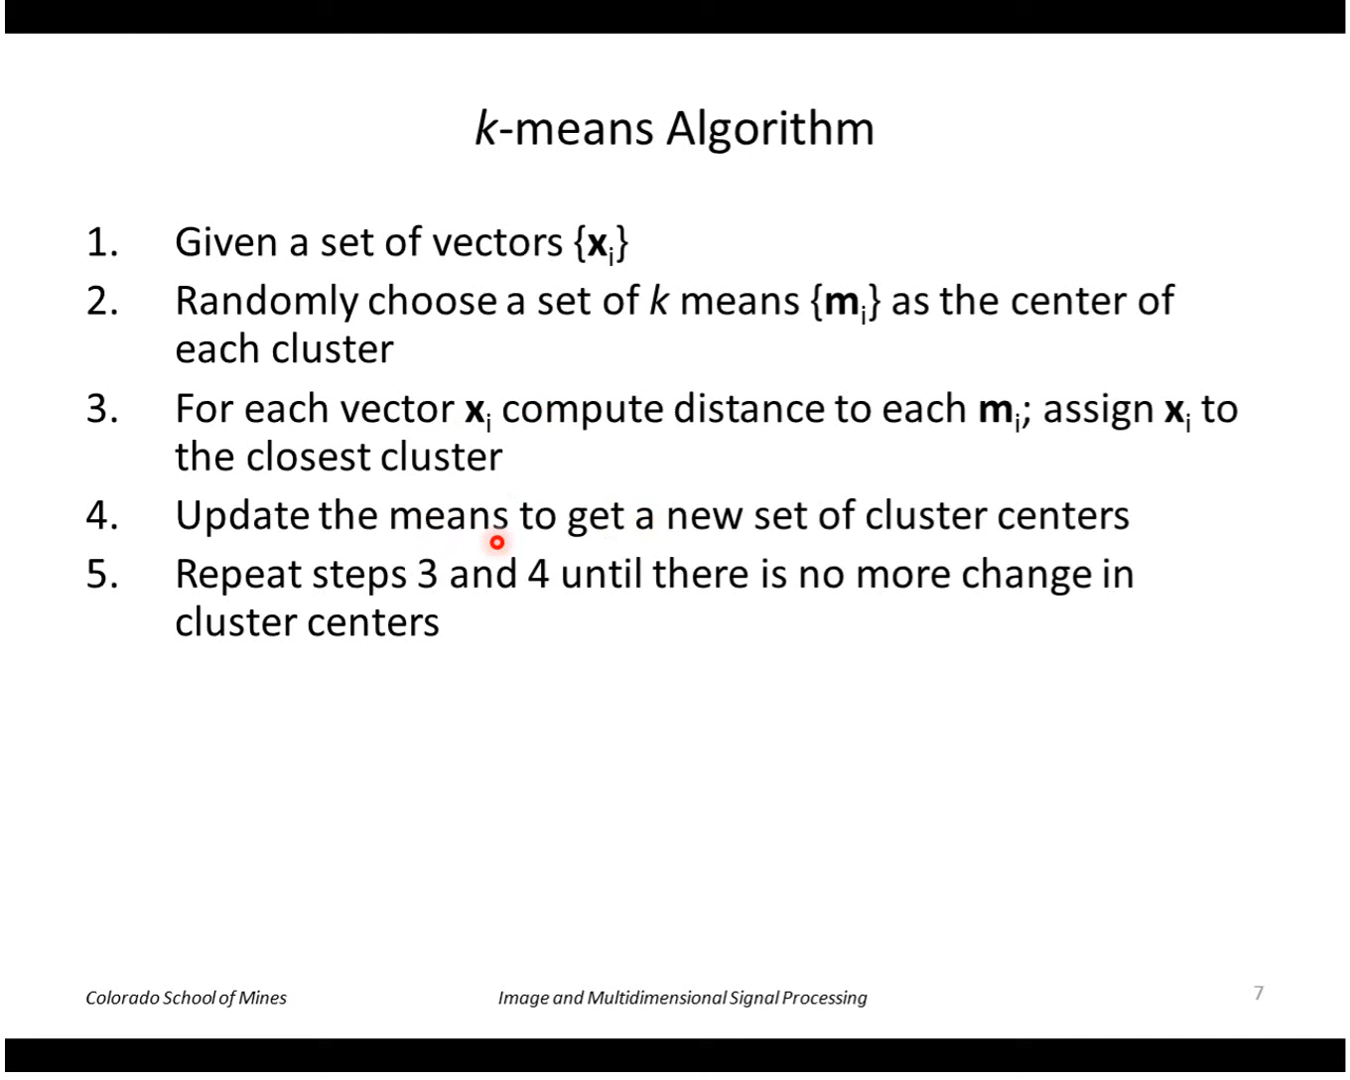 k-means Algorithm
1. Given a set of vectors {xi}
2. Randomly choose a set of k means {mi} as the center of
each cluster
3. For each vector xi compute distance to each mi; assign xi to
the closest cluster
4. Update the means to get a new set of cluster centers
5. Repeat steps 3 and 4 until there is no more change in
cluster centers
Colorado School of Mines
Image and Multidimensional Signal Processing
7